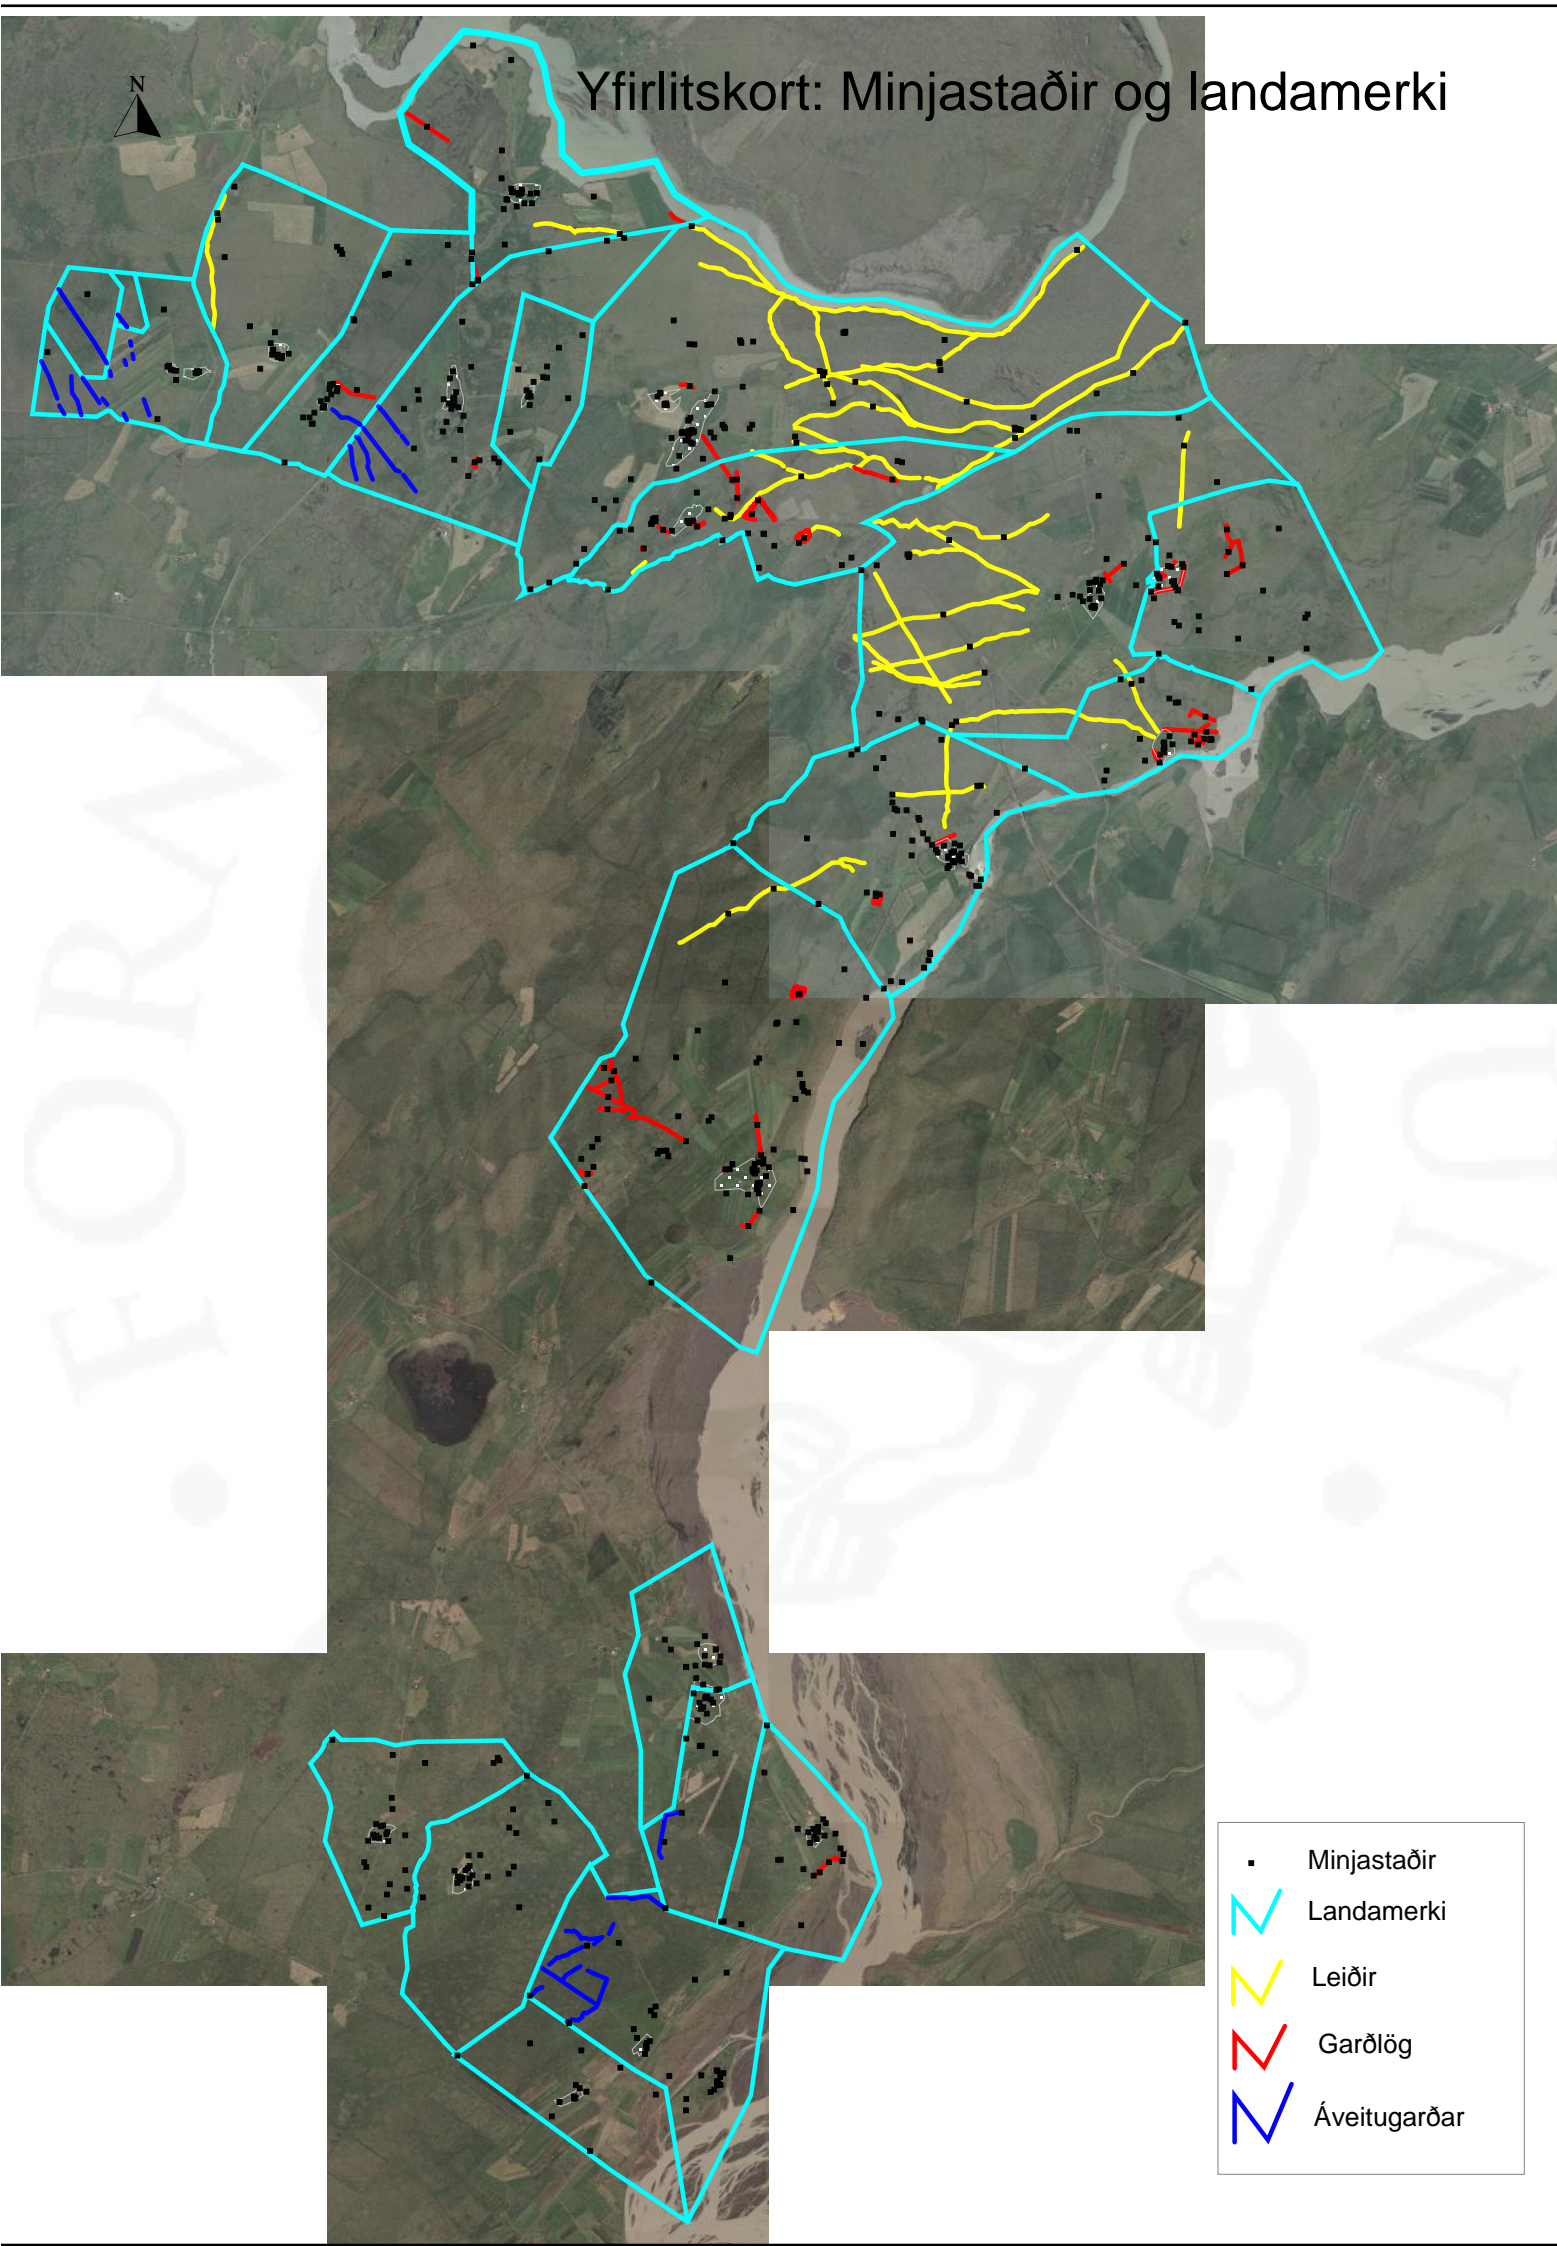 Yfirlitskort: Minjastaðir og landamerki
N
Minjastaðir
Landamerki
Leiðir
Garðlög
Áveitugarðar